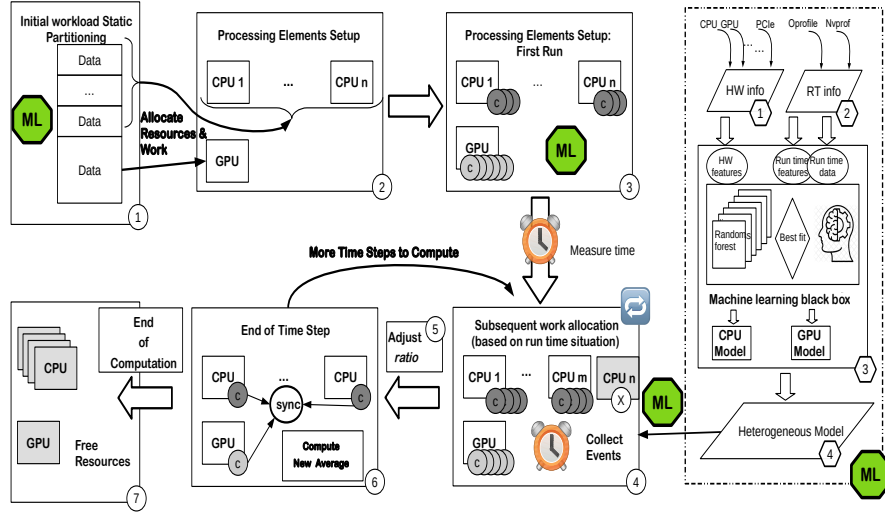 Initial workload Static
Partitioning
Data
...
Data
Data
ML
1
Allocate
Resources &
Work
Processing Elements Setup
CPU 1
...
CPU n
GPU
2
Processing Elements Setup:
First Run
CPU 1
...
CPU n
c
c
GPU
c
ML
3
Measure time
More Time Steps to Compute
Subsequent work allocation
(based on run time situation)
CPU 1
...
CPU m
CPU n
c
c
X
GPU
c
Collect
Events
4
ML
5
Adjust
ratio
End of Time Step
CPU
...
CPU
c
c
sync
GPU
c
Compute
New Average
6
End
of
Computation
CPU
GPU
Free
Resources
7
CPU GPU
PCIe
... ...
Oprofile
Nvprof
HW info
RT info
1
2
HW
features
Run time
features
Run time
data
Randoms
forest
Best fit
Machine learning black box
CPU
Model
GPU
Model
3
Heterogeneous Model
4
ML